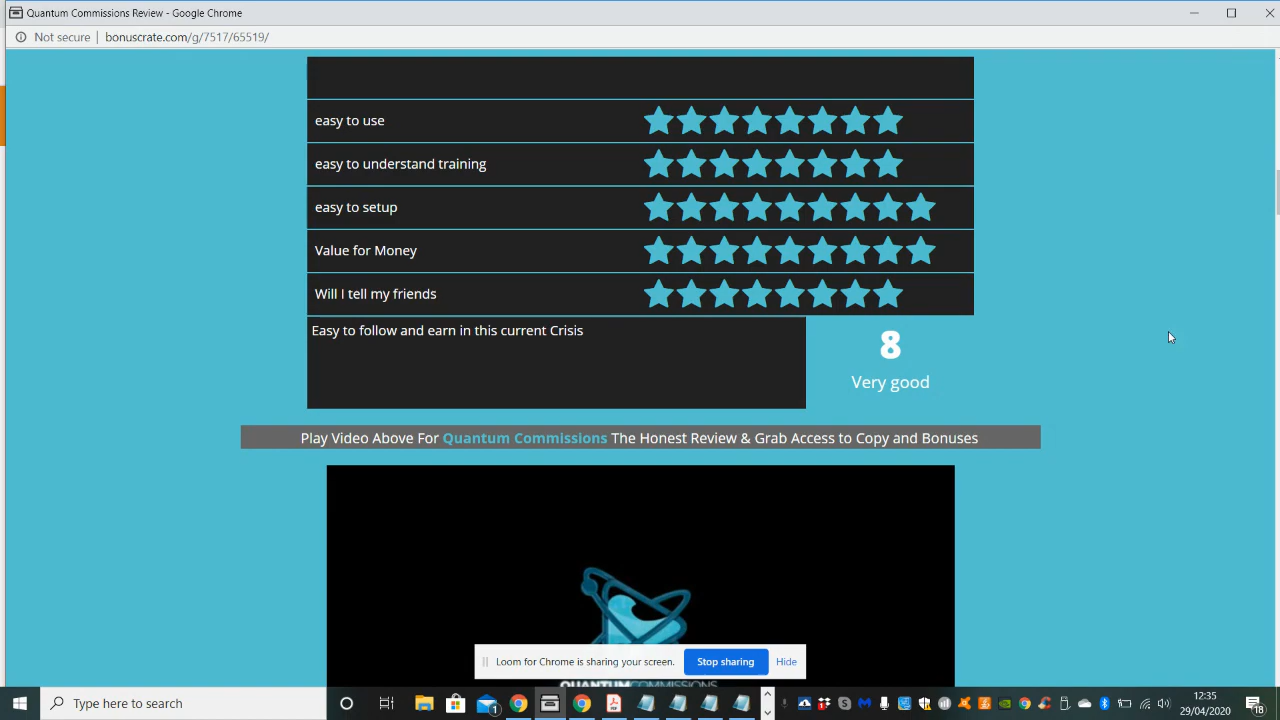 Quantum Commissions Review - Google Chrome
Not secure | bonuscrate.com/g/7517/65519/
easy to use
easy to understand training
easy to setup
Value for Money
Will I tell my friends
Easy to follow and earn in this current Crisis
8
Very good
Play Video Above For Quantum Commissions The Honest Review & Grab Access to Copy and Bonuses
Loom for Chrome is sharing your screen. Stop sharing Hide
QUANTUMCOMMISSIONS
Type here to search
1
12:35
29/04/2020
18